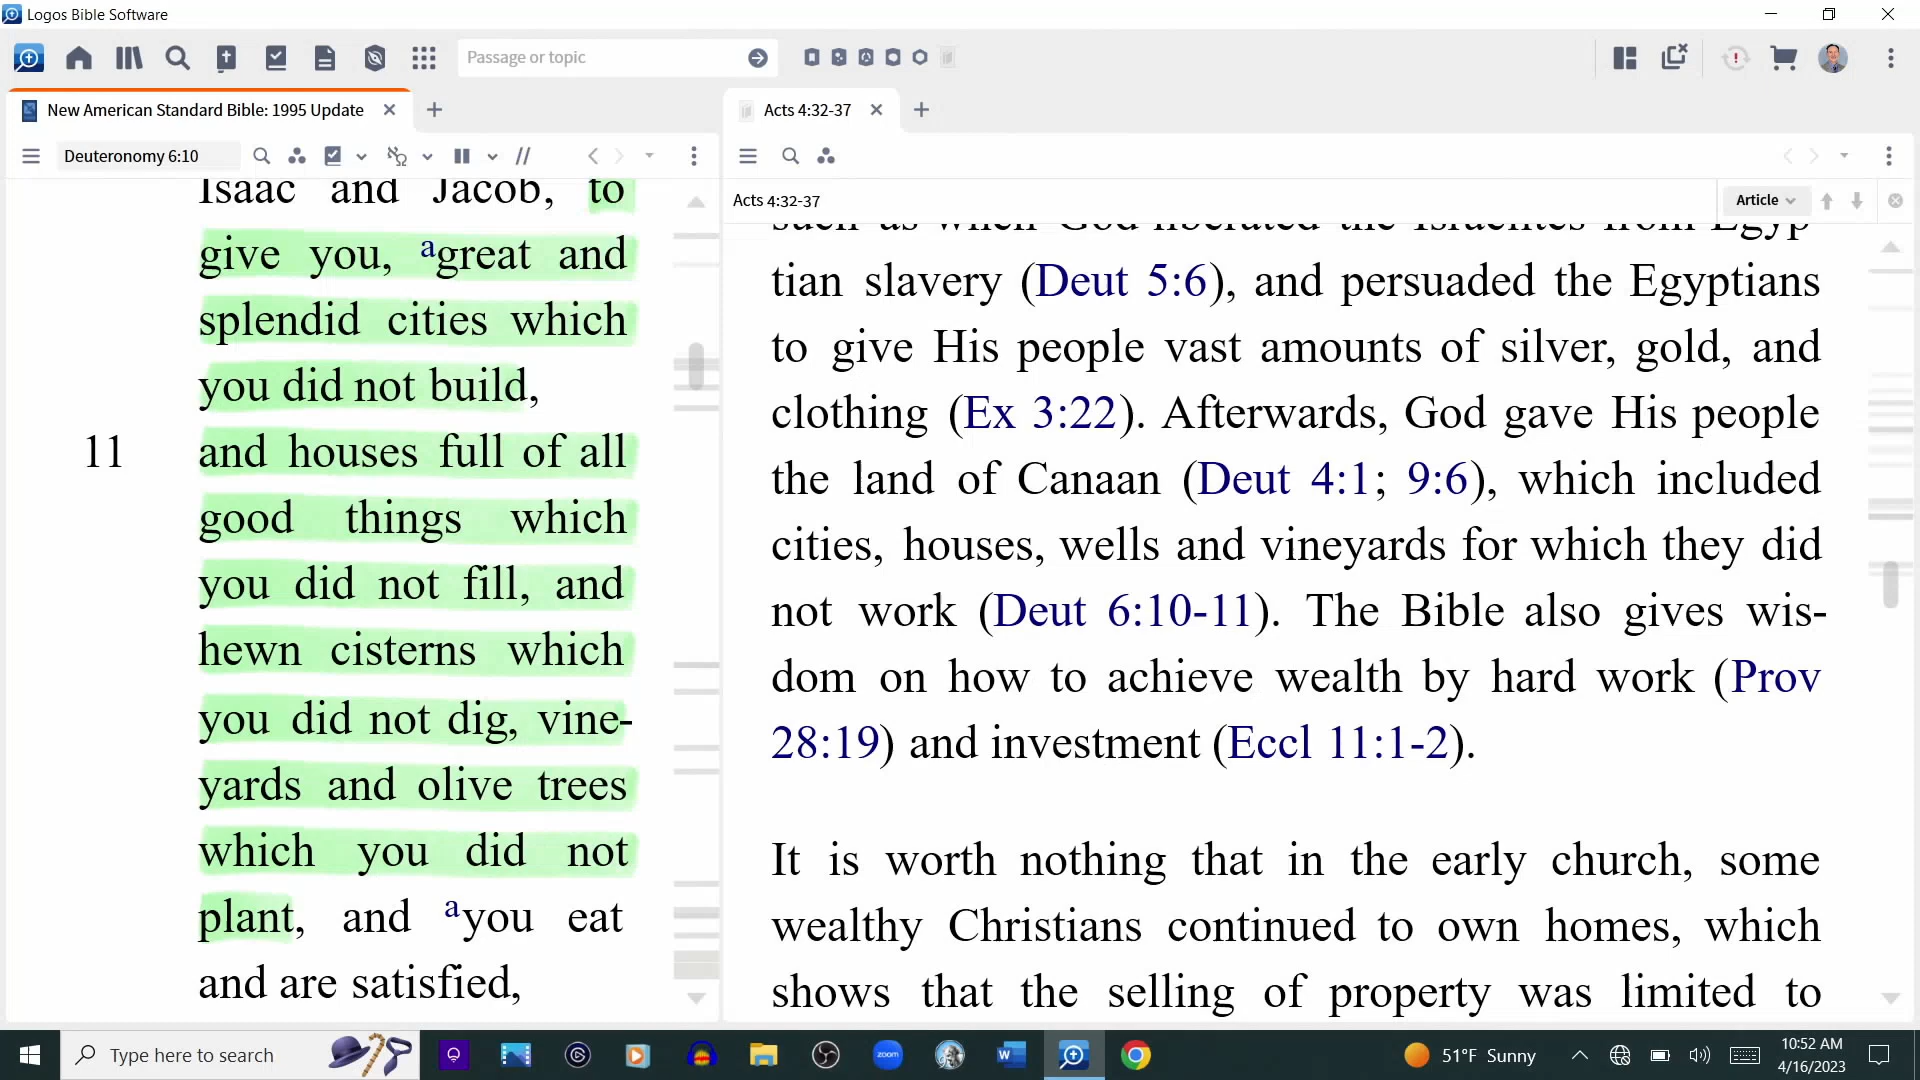 Logos Bible Software
Passage or topic
New American Standard Bible: 1995 Update
Acts 4:32-37
Deuteronomy 6:10
Acts 4:32-37
Article
Isaac and Jacob, to
give you, agreat and
splendid cities which
you did not build,
11 and houses full of all
good things which
you did not fill, and
hewn cisterns which
you did not dig, vine-
yards and olive trees
which you did not
plant, and ayou eat
and are satisfied,
such as when God liberated the Israelites from Egyp-
tian slavery (Deut 5:6), and persuaded the Egyptians
to give His people vast amounts of silver, gold, and
clothing (Ex 3:22). Afterwards, God gave His people
the land of Canaan (Deut 4:1; 9:6), which included
cities, houses, wells and vineyards for which they did
not work (Deut 6:10-11). The Bible also gives wis-
dom on how to achieve wealth by hard work (Prov
28:19) and investment (Eccl 11:1-2).
It is worth nothing that in the early church, some
wealthy Christians continued to own homes, which
shows that the selling of property was limited to
Type here to search
zoom
W
51°F Sunny
10:52 AM
4/16/2023